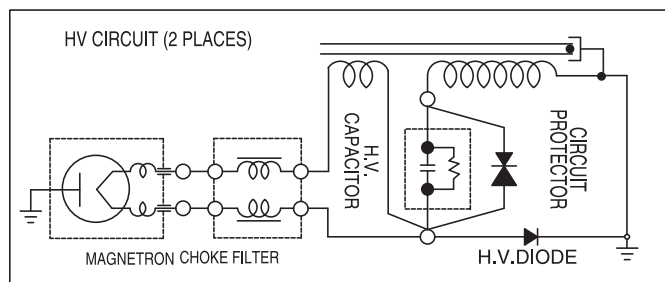 HV CIRCUIT (2 PLACES)
H.V.
CAPACITOR
CIRCUIT
PROTECTOR
MAGNETRON CHOKE FILTER
H.V.DIODE